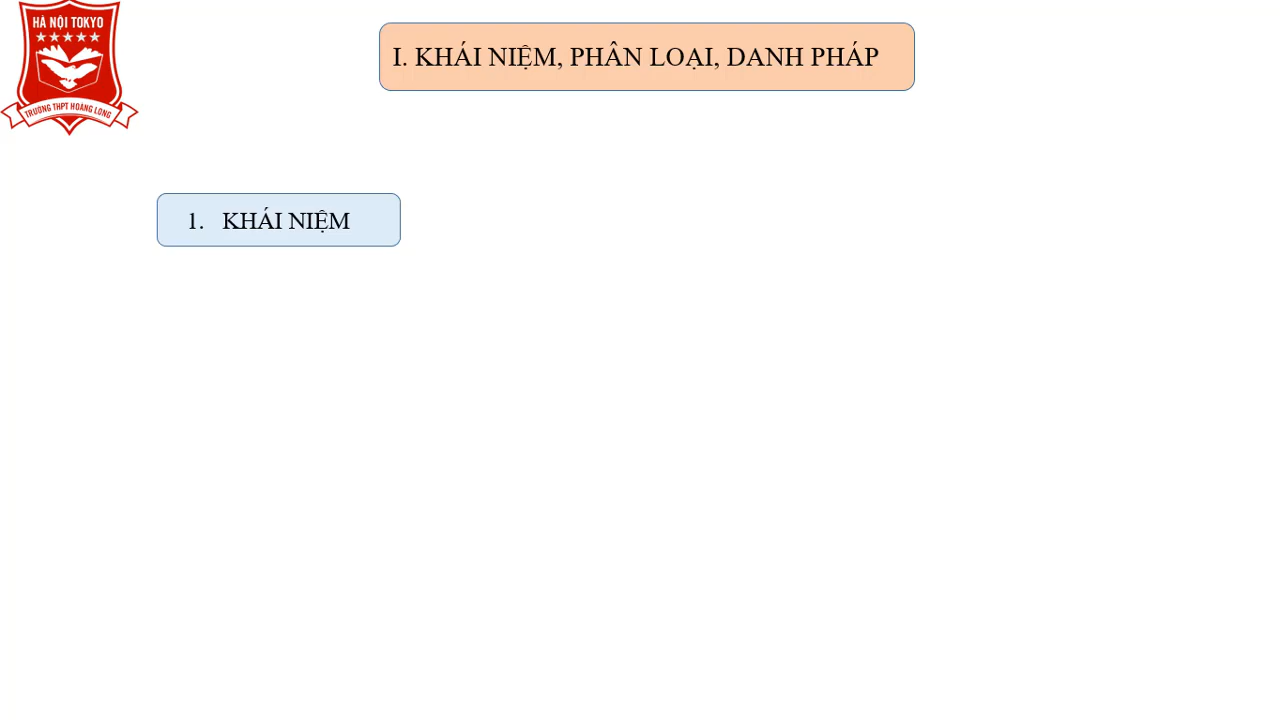 HÀ NỘI TOKYO
TRƯỜNG THPT HOÀNG LONG
I. KHÁI NIỆM, PHÂN LOẠI, DANH PHÁP
1. KHÁI NIỆM